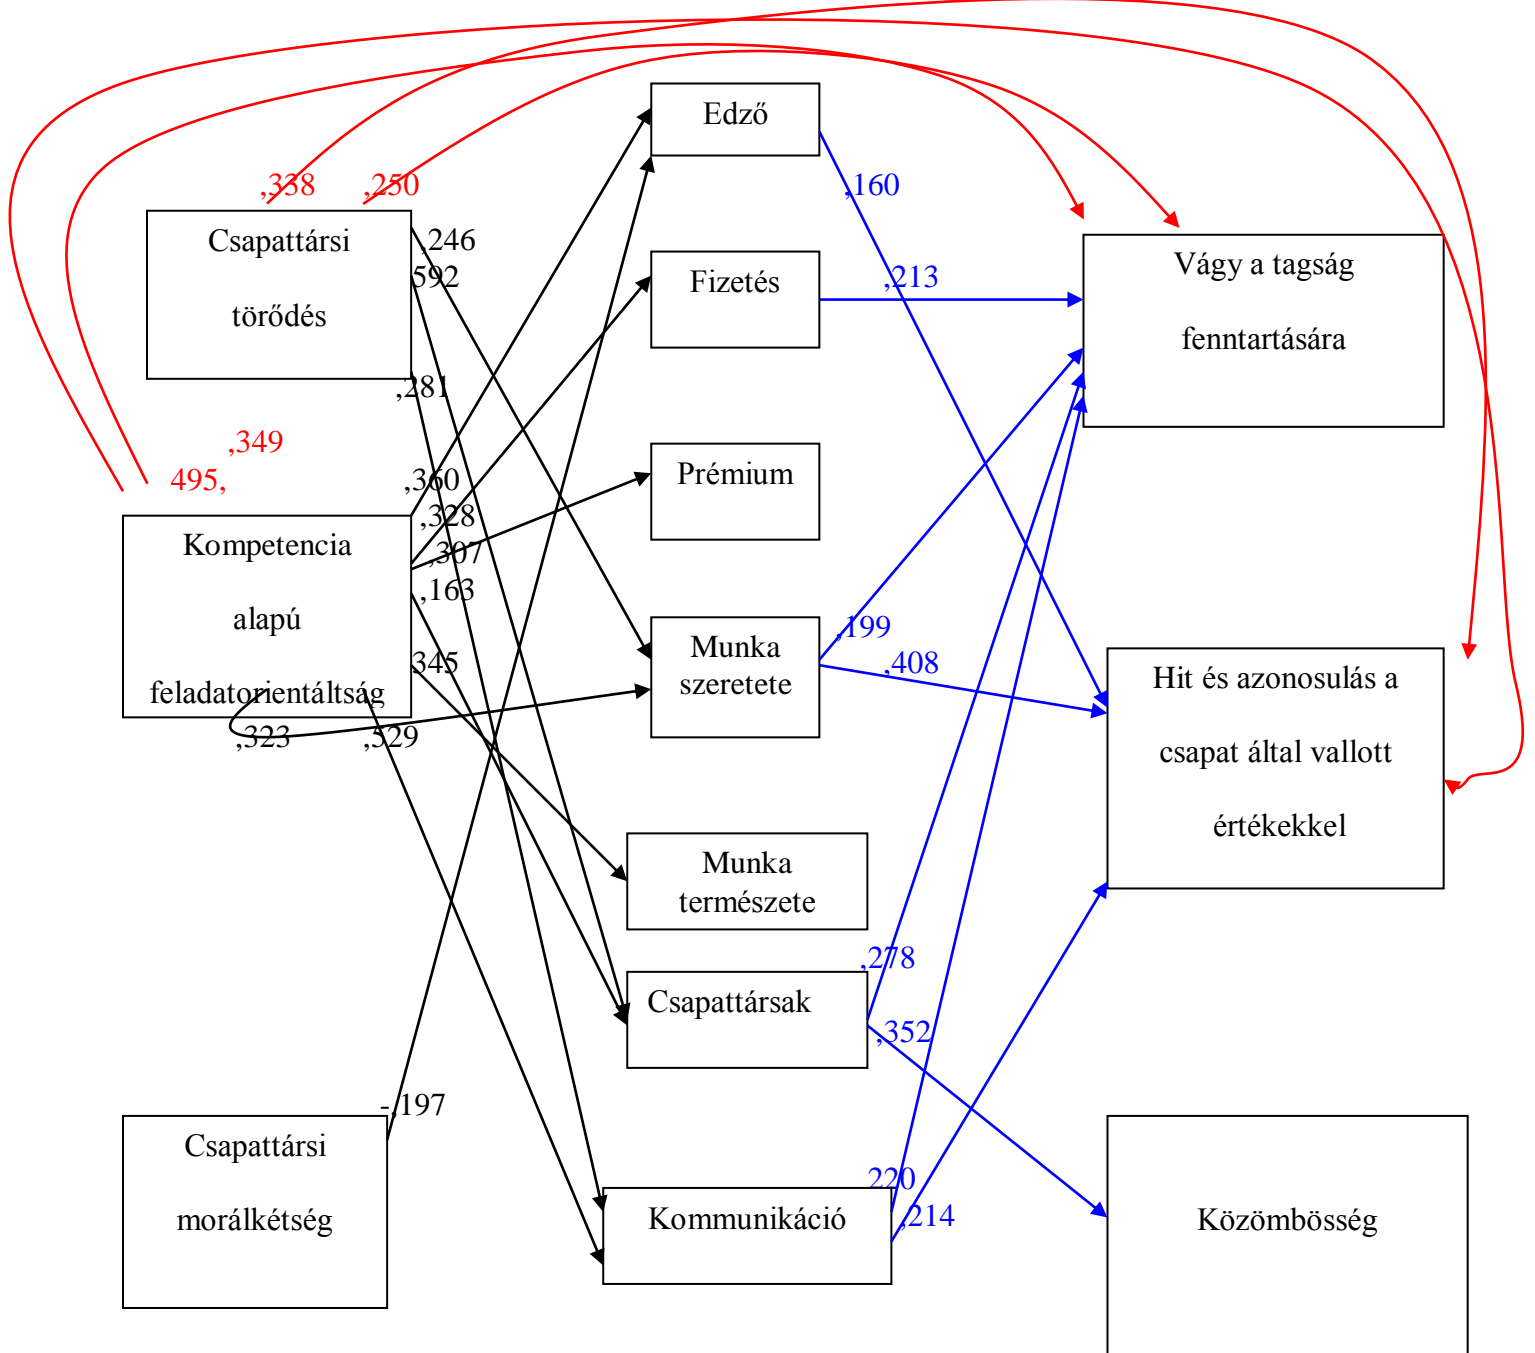 Edző
,338
,250
,160
Csapattársi
törődés
,246
592
Fizetés
,213
Vágy a tagság
fenntartására
,281
,349
495,
,360
,328
,307
,163
Prémium
Kompetencia
alapú
feladatorientáltság
345
,323
,529
Munka
szeretete
,199
,408
Hit és azonosulás a
csapat által vallott
értékekkel
Munka
természete
,278
Csapattársak
,352
-,197
Csapattársi
morálkétség
220
,214
Kommunikáció
Közömbösség